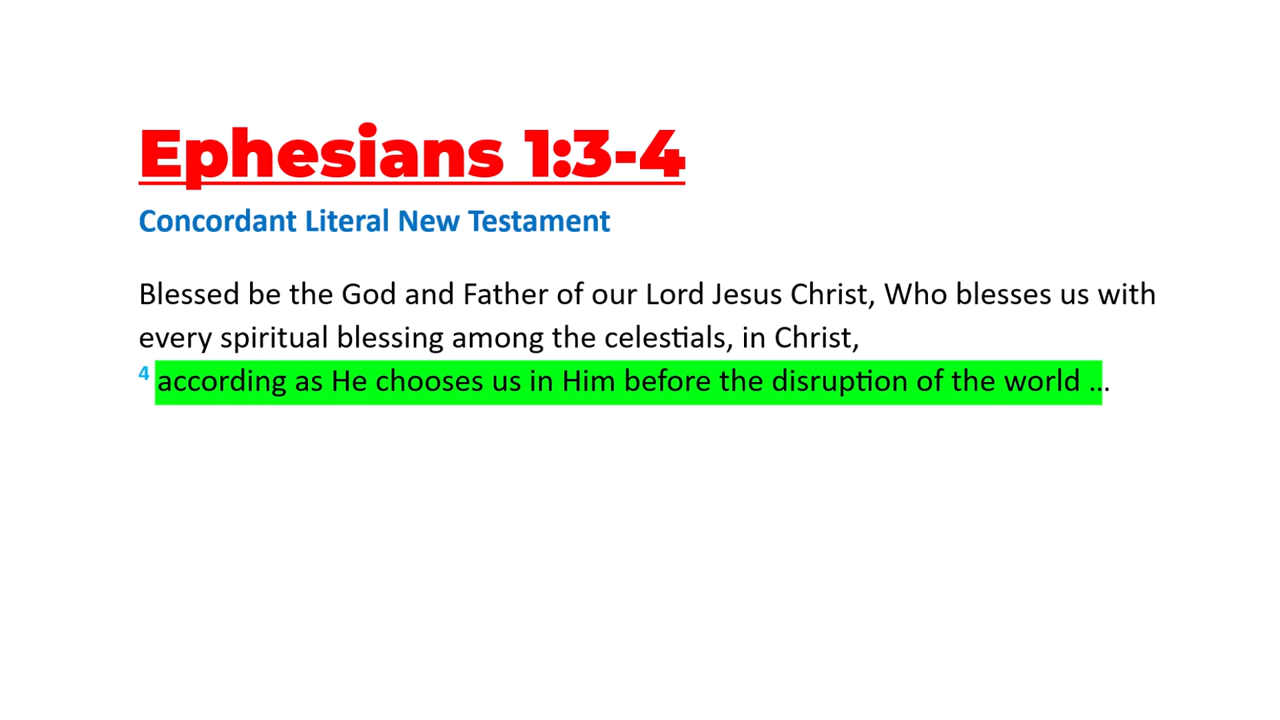 Ephesians 1:3-4
Concordant Literal New Testament
Blessed be the God and Father of our Lord Jesus Christ, Who blesses us with
every spiritual blessing among the celestials, in Christ,
4 according as He chooses us in Him before the disruption of the world ...